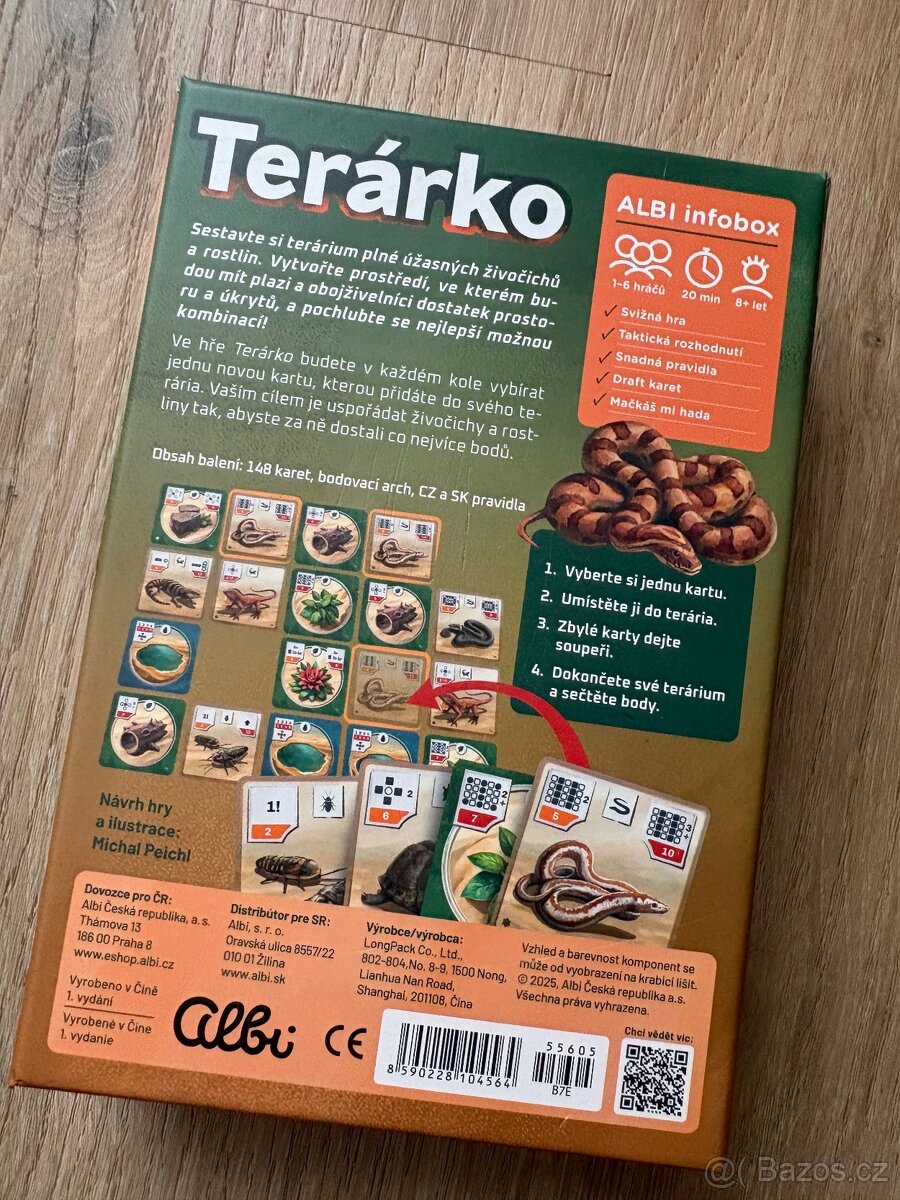 Terárko
Sestavte si terárium plné úžasných živočichů
a rostlin. Vytvořte prostředí, ve kterém bu-
dou mít plazi a obojživelníci dostatek prosto-
ru a úkrytů, a pochlubte se nejlepší možnou
kombinací!
Ve hře Terárko budete v každém kole vybírat
jednu novou kartu, kterou přidáte do svého te-
rária. Vaším cílem je uspořádat živočichy a rost-
liny tak, abyste za ně dostali co nejvíce bodů.
Obsah balení: 148 karet, bodovací arch, CZ a SK pravidla
ALBI infobox
1–6 hráčů
20 min
8+ let
Svižná hra
Taktická rozhodnutí
Snadná pravidla
Draft karet
Mačkáš mi hada
1. Vyberte si jednu kartu.
2. Umístěte ji do terária.
3. Zbylé karty dejte
soupeři.
4. Dokončete své terárium
a sečtěte body.
1!
2
2
6
2
+
7
2
5
3
+
10
Návrh hry
a ilustrace:
Michal Peichl
Dovozce pro ČR:
Albi Česká republika, a. s.
Thámova 13
186 00 Praha 8
www.eshop.albi.cz
Vyrobeno v Číně
1. vydání
Vyrobené v Číne
1. vydanie
Distribútor pre SR:
Albi, s. r. o.
Oravská ulica 8557/22
010 01 Žilina
www.albi.sk
Výrobce/výrobca:
LongPack Co., Ltd.,
802-804, No. 8-9, 1500 Nong,
Lianhua Nan Road,
Shanghai, 201108, Čína
Vzhled a barevnost komponent se
může od vyobrazení na krabici lišit.
© 2025, Albi Česká republika a.s.
Všechna práva vyhrazena.
Chci vědět víc:
albi
CE
8 590228 104564
55605
B7E
@ Bazos.cz